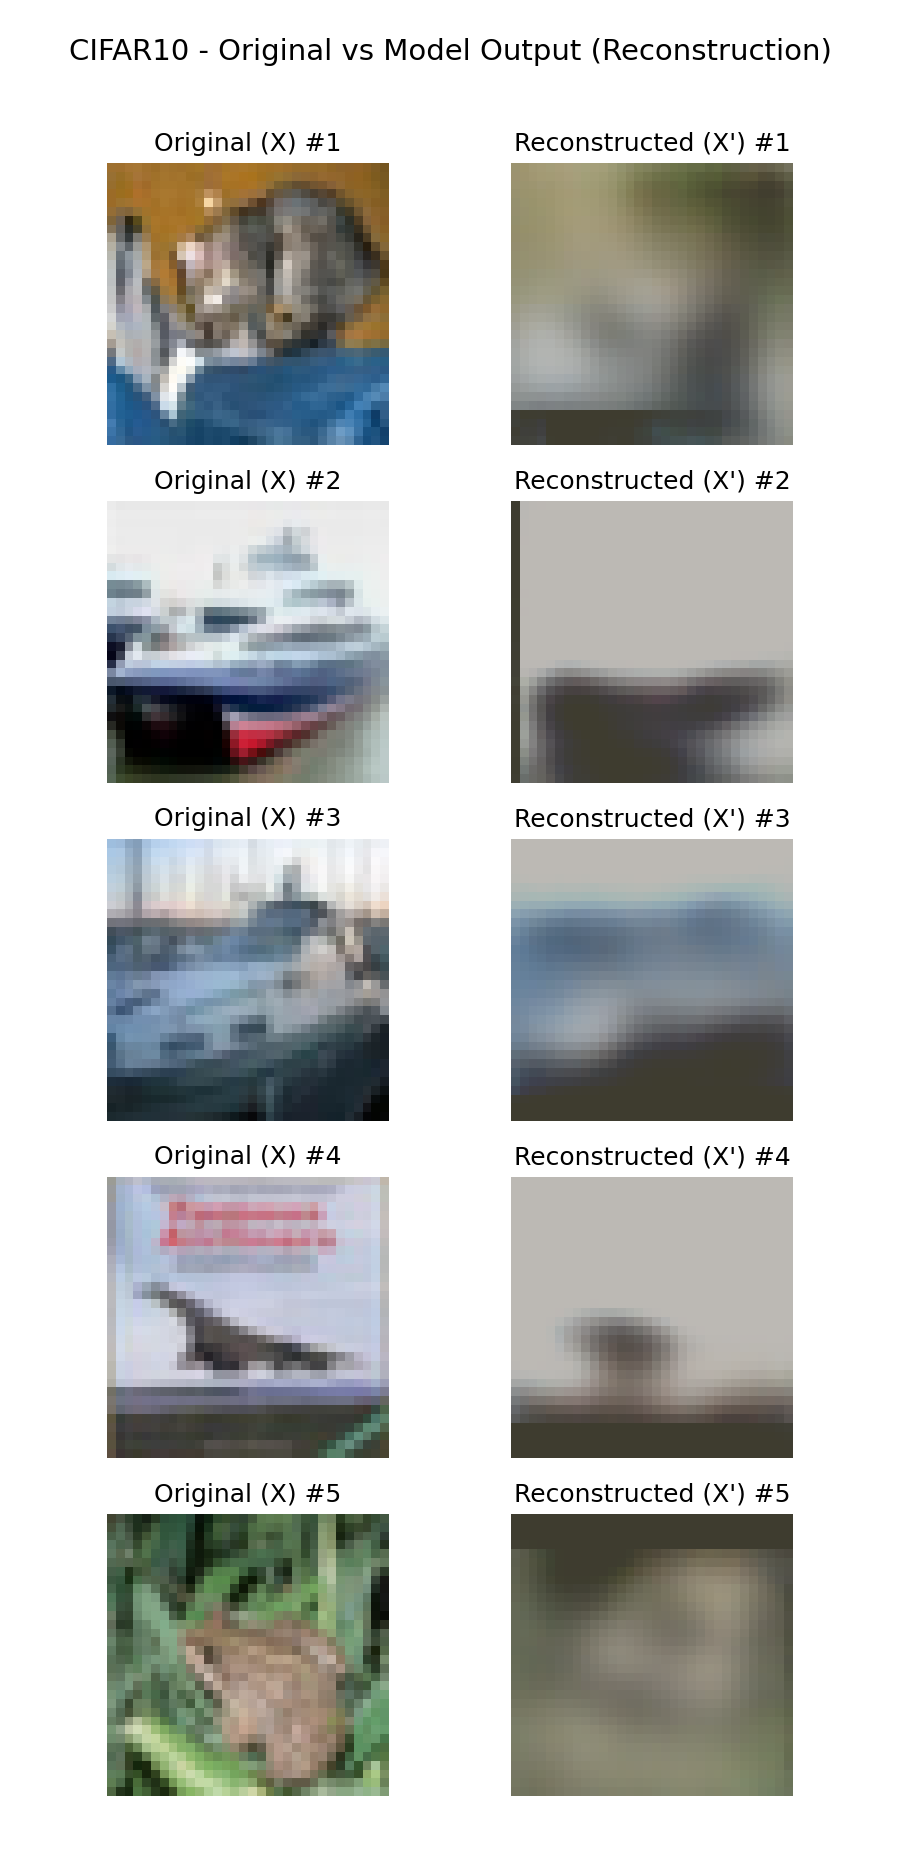 CIFAR10 - Original vs Model Output (Reconstruction)
Original (X) #1
Reconstructed (X') #1
Original (X) #2
Reconstructed (X') #2
Original (X) #3
Reconstructed (X') #3
Original (X) #4
Reconstructed (X') #4
Original (X) #5
Reconstructed (X') #5